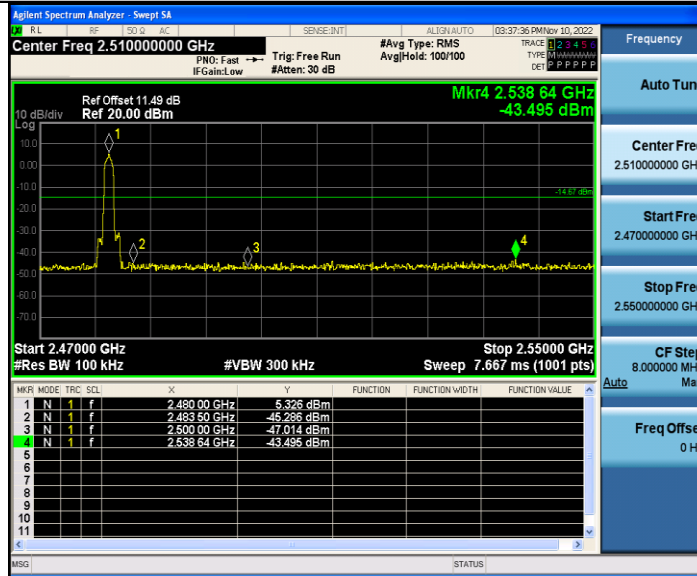 Agilent Spectrum Analyzer - Swept SA
RL RF 50 Ω AC SENSE:INT ALIGN AUTO 03:37:36 PM Nov 10, 2022
Center Freq 2.510000000 GHz
PNO: Fast
IFGain:Low
Trig: Free Run
#Atten: 30 dB
#Avg Type: RMS
Avg|Hold: 100/100
TRACE 1 2 3 4 5 6
TYPE MWWWWW
DET P P P P P P
Mkr4 2.538 64 GHz
-43.495 dBm
Ref Offset 11.49 dB
10 dB/div Ref 20.00 dBm
Log
10.0
0.00
-10.0
-20.0
-30.0
-40.0
-50.0
-60.0
-70.0
1
2
3
4
-14.67 dBm
Start 2.47000 GHz Stop 2.55000 GHz
#Res BW 100 kHz #VBW 300 kHz Sweep 7.667 ms (1001 pts)
MKR MODE TRC SCL X Y FUNCTION FUNCTION WIDTH FUNCTION VALUE
1 N 1 f 2.480 00 GHz 5.326 dBm
2 N 1 f 2.483 50 GHz -45.286 dBm
3 N 1 f 2.500 00 GHz -47.014 dBm
4 N 1 f 2.538 64 GHz -43.495 dBm
5
6
7
8
9
10
11
MSG STATUS
Frequency
Auto Tun
Center Fre
2.510000000 GH
Start Fre
2.470000000 GH
Stop Fre
2.550000000 GH
CF Ste
8.000000 MH
Auto Ma
Freq Offse
0 H